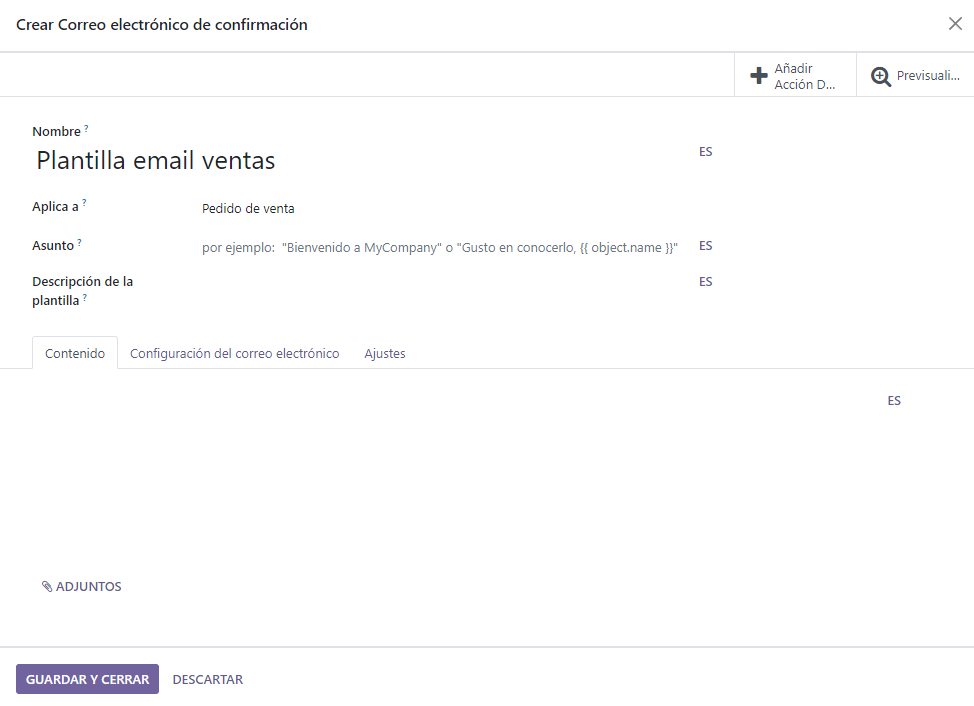 Crear Correo electrónico de confirmación
Añadir
Acción D...
Previsuali...
Nombre ?
Plantilla email ventas
ES
Aplica a ?
Pedido de venta
Asunto ?
por ejemplo: "Bienvenido a MyCompany" o "Gusto en conocerlo, {{ object.name }}"
ES
Descripción de la
plantilla ?
ES
Contenido
Configuración del correo electrónico
Ajustes
ES
ADJUNTOS
GUARDAR Y CERRAR
DESCARTAR